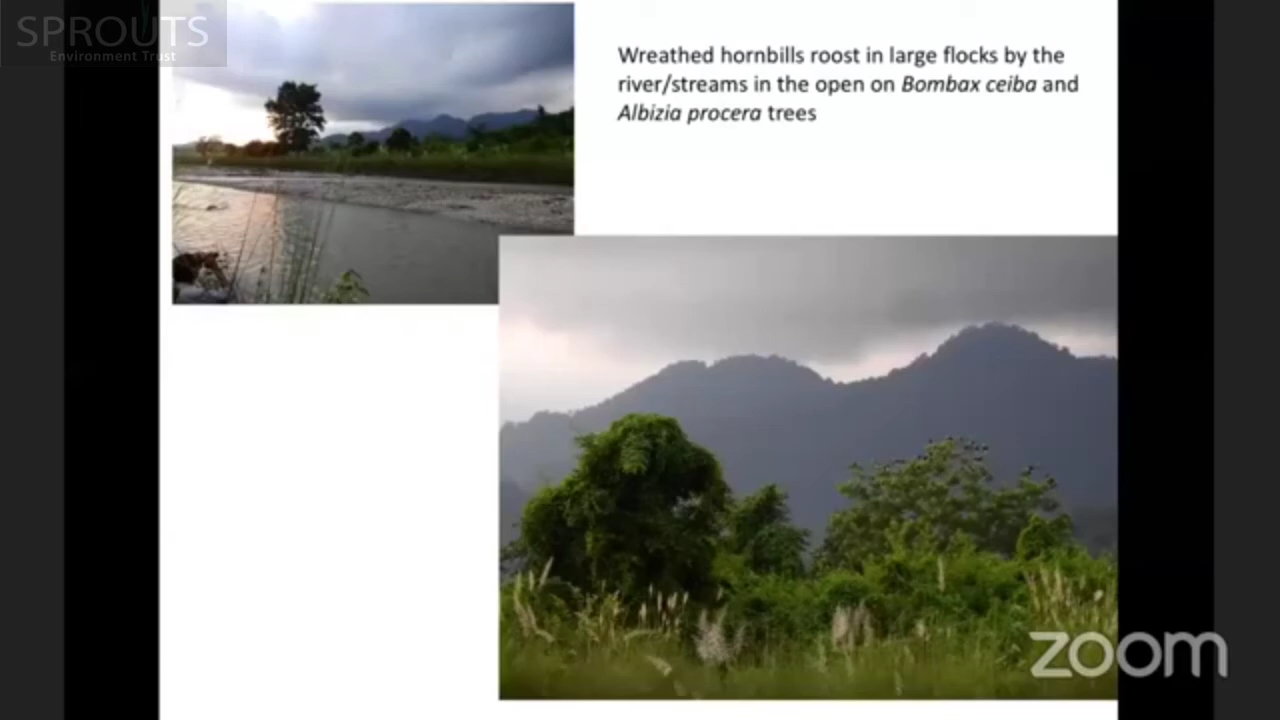 SPROUTS
Environment Trust
Wreathed hornbills roost in large flocks by the
river/streams in the open on Bombax ceiba and
Albizia procera trees
zoom